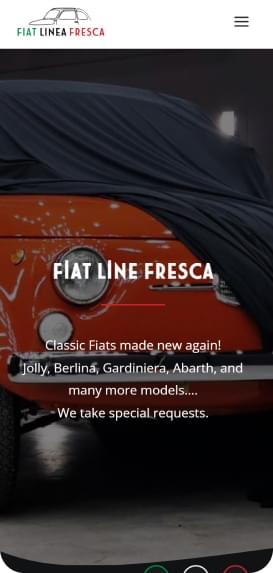 FIAT LINEA FRESCA
FIAT LINE FRESCA
Classic Fiats made new again!
Jolly, Berlina, Gardiniera, Abarth, and
many more models....
We take special requests.